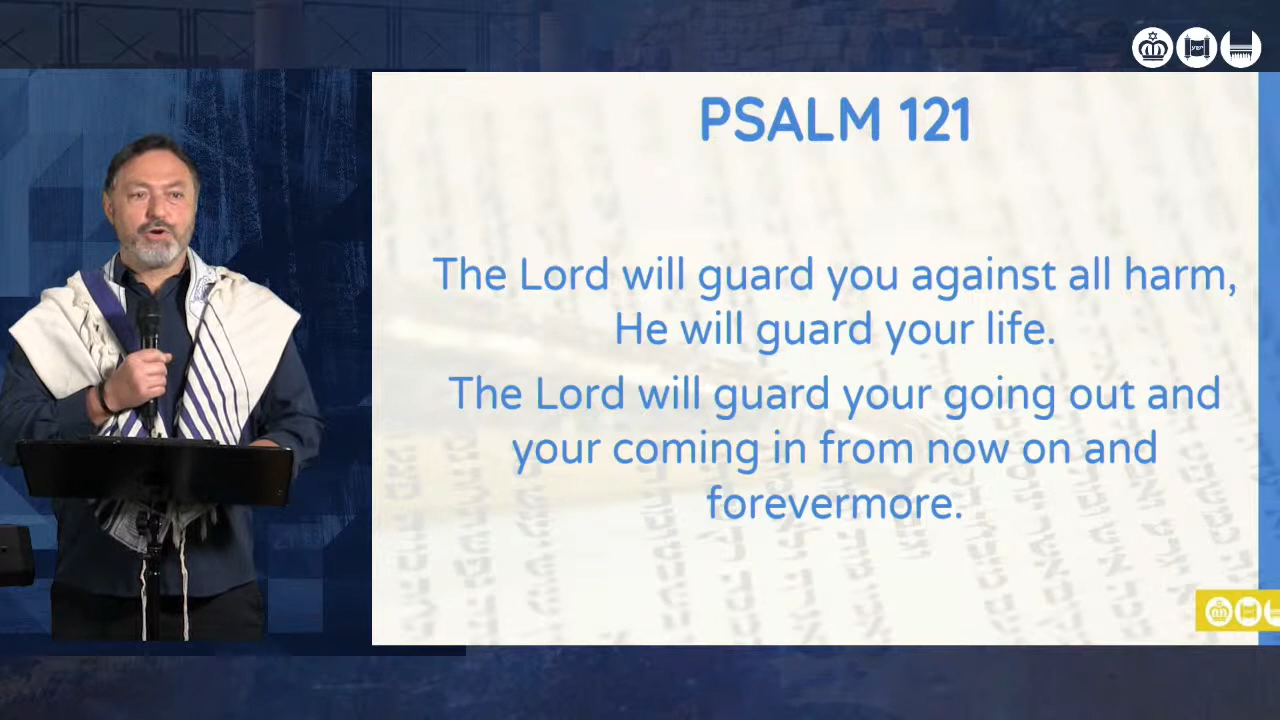 PSALM 121
The Lord will guard you against all harm,
He will guard your life.
The Lord will guard your going out and
your coming in from now on and
forevermore.